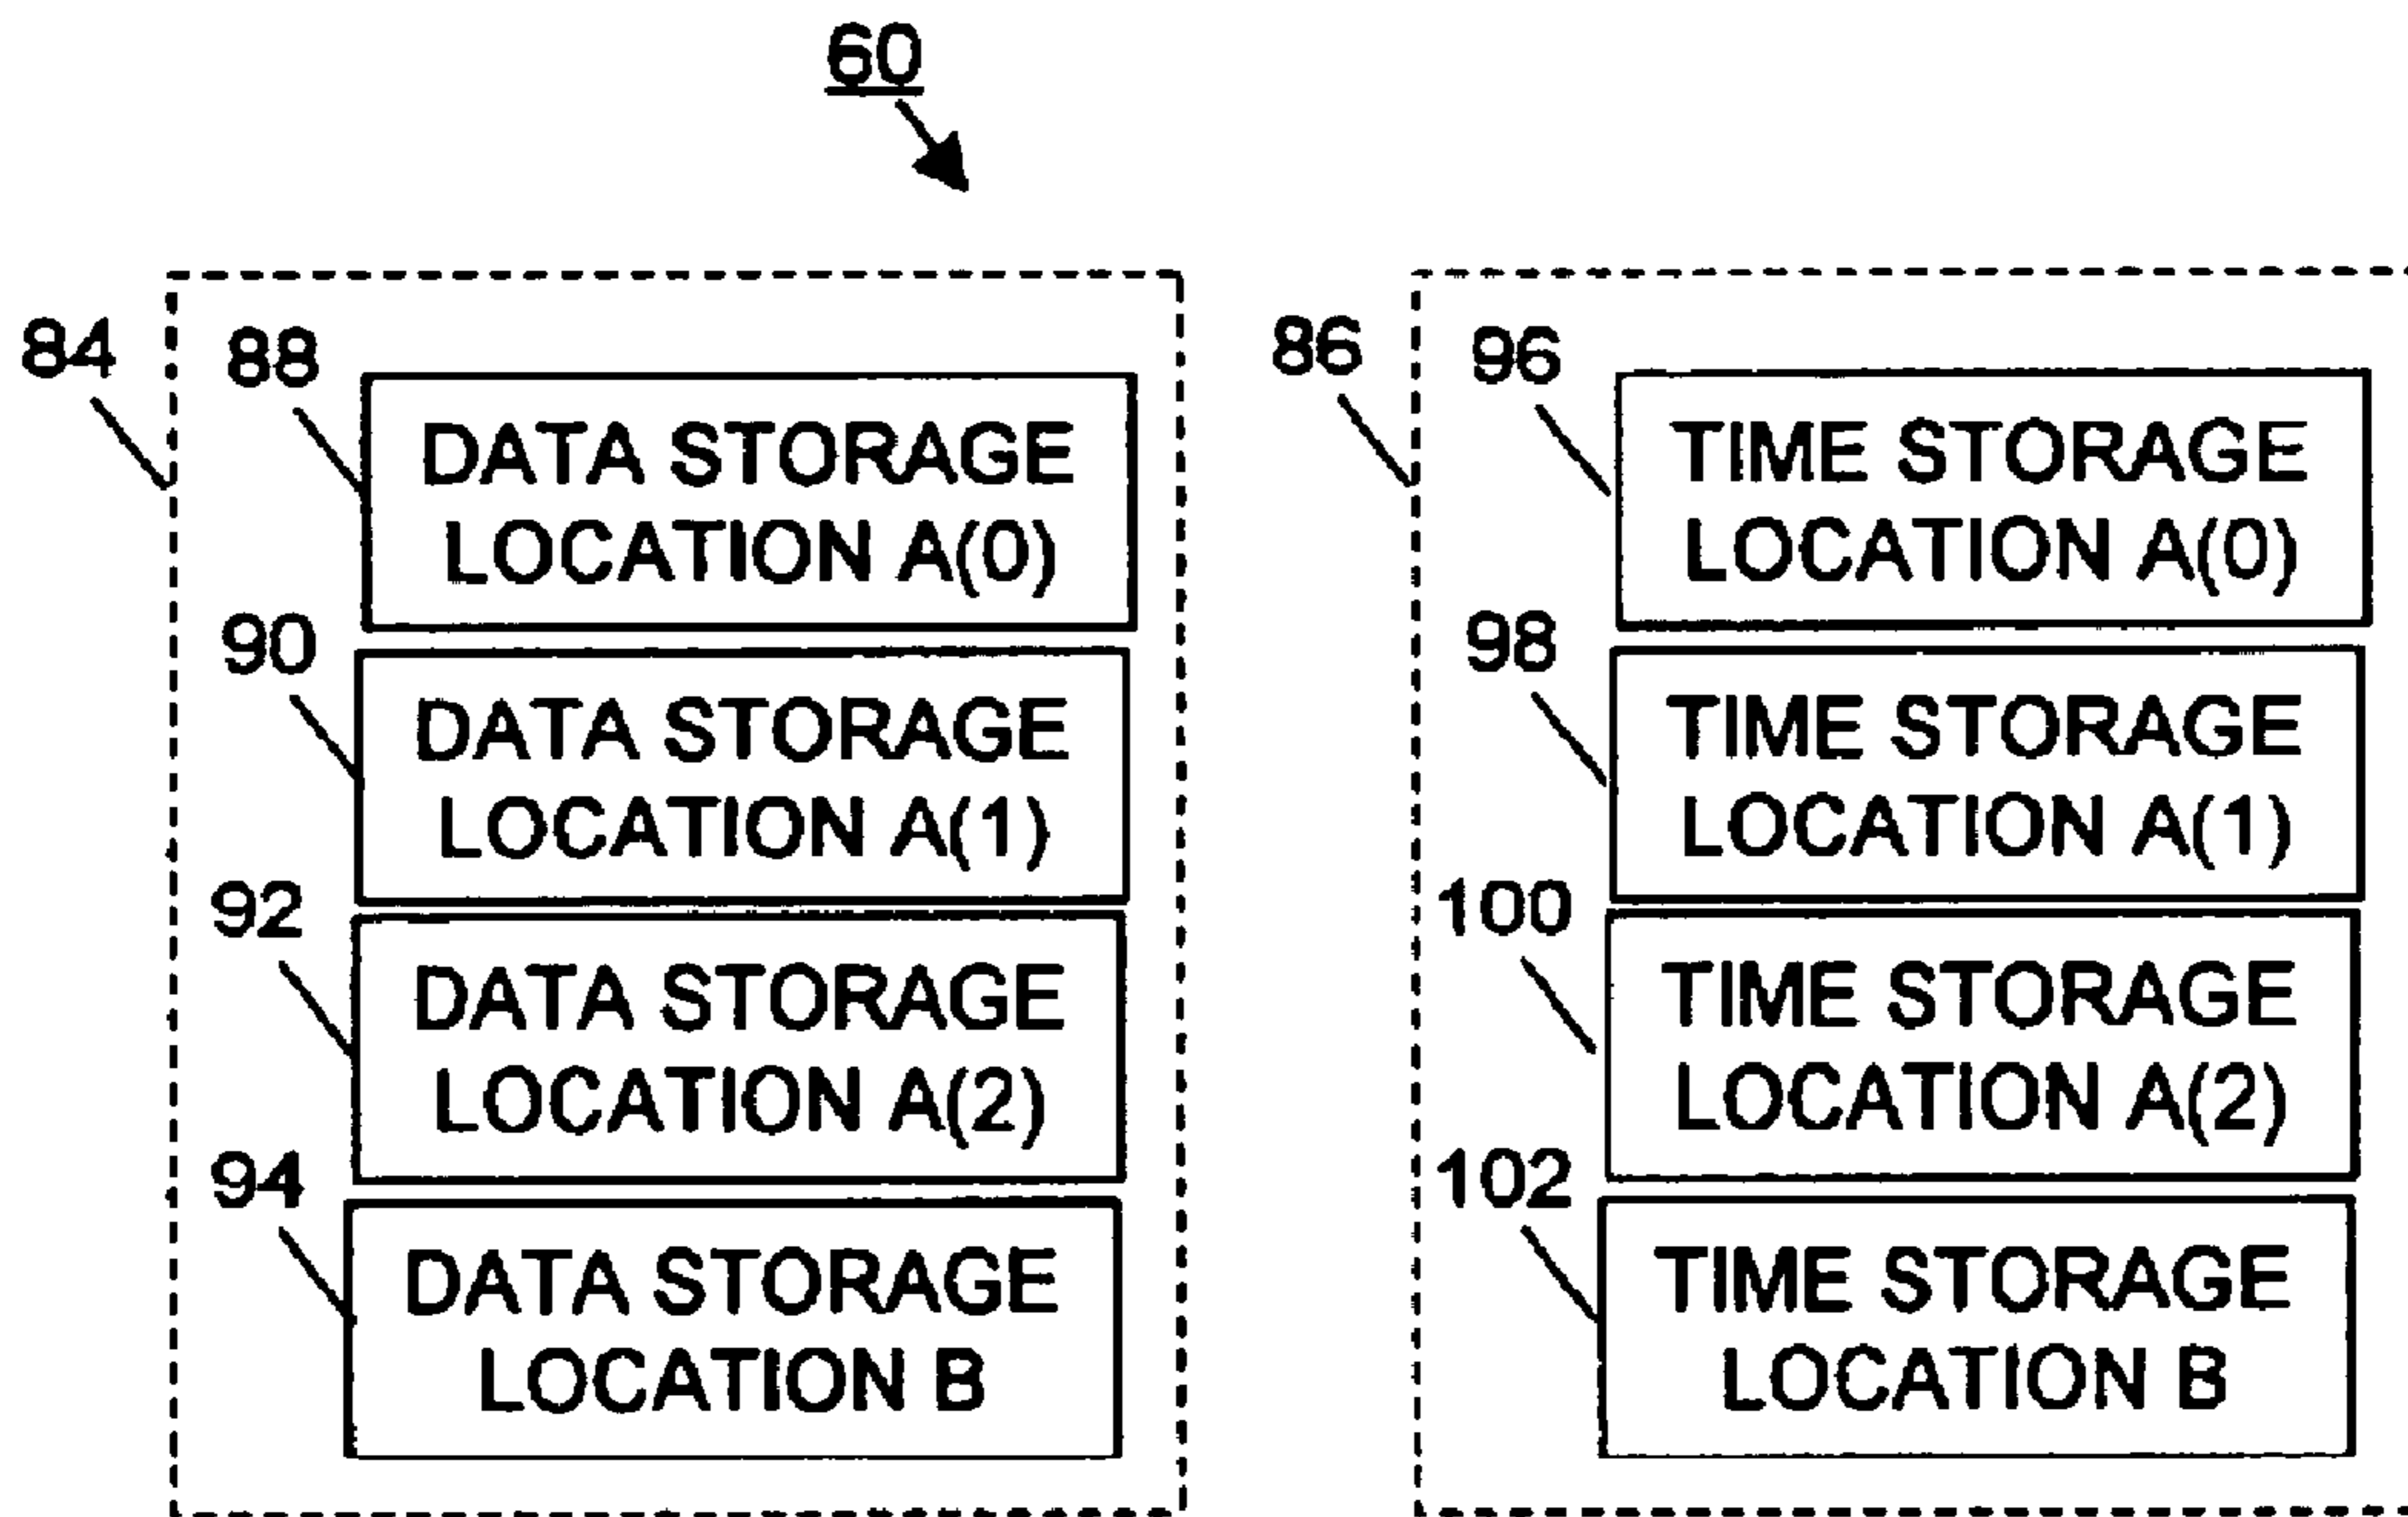 60
84
88
DATA STORAGE
LOCATION A(0)
90
DATA STORAGE
LOCATION A(1)
92
DATA STORAGE
LOCATION A(2)
94
DATA STORAGE
LOCATION B
86
96
TIME STORAGE
LOCATION A(0)
98
TIME STORAGE
LOCATION A(1)
100
TIME STORAGE
LOCATION A(2)
102
TIME STORAGE
LOCATION B